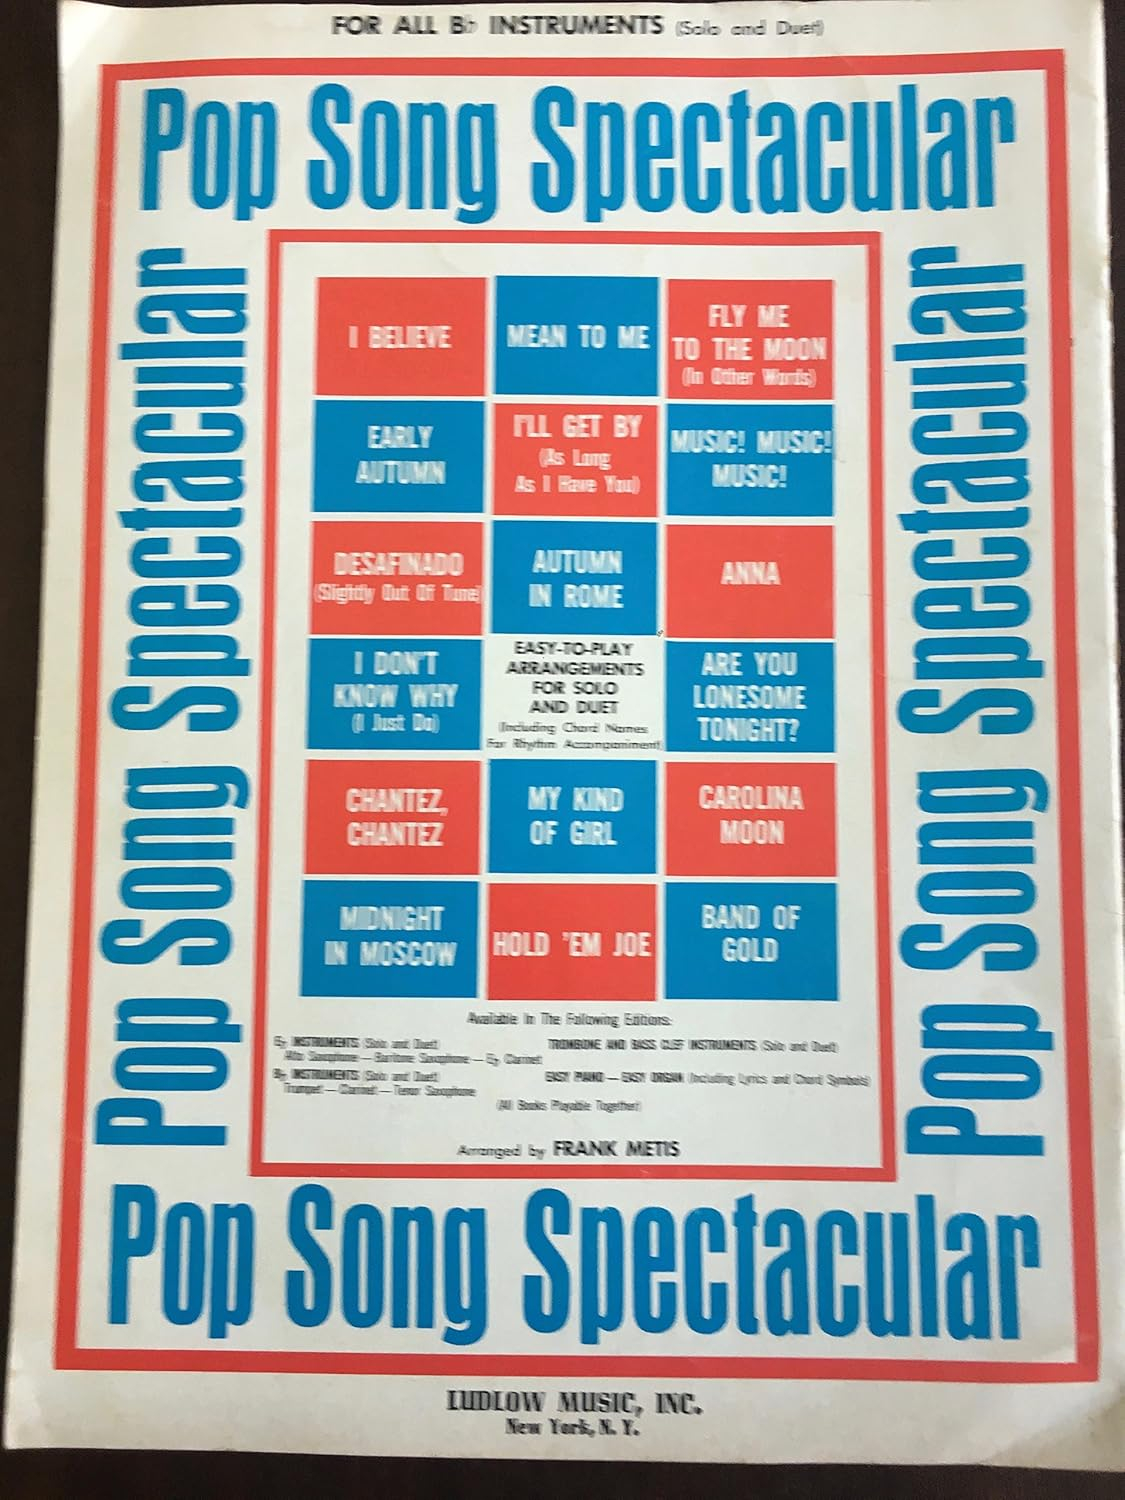 FOR ALL B♭ INSTRUMENTS (Solo and Duet)
Pop Song Spectacular
Pop Song Spectacular
Pop Song Spectacular
I BELIEVE
MEAN TO ME
FLY ME
TO THE MOON
(In Other Words)
EARLY
AUTUMN
I'LL GET BY
(As Long
As I Have You)
MUSIC! MUSIC!
MUSIC!
DESAFINADO
(Slightly Out Of Tune)
AUTUMN
IN ROME
ANNA
I DON'T
KNOW WHY
(I Just Do)
EASY-TO-PLAY
ARRANGEMENTS
FOR SOLO
AND DUET
(Including Chord Names
For Rhythm Accompaniment)
ARE YOU
LONESOME
TONIGHT?
CHANTEZ,
CHANTEZ
MY KIND
OF GIRL
CAROLINA
MOON
MIDNIGHT
IN MOSCOW
HOLD 'EM JOE
BAND OF
GOLD
Available In The Following Editions:
E♭ INSTRUMENTS (Solo and Duet)
Alto Saxophone — Baritone Saxophone — E♭ Clarinet
B♭ INSTRUMENTS (Solo and Duet)
Trumpet — Clarinet — Tenor Saxophone
TROMBONE AND BASS CLEF INSTRUMENTS (Solo and Duet)
EASY PIANO — EASY ORGAN (Including Lyrics and Chord Symbols)
(All Books Playable Together)
Arranged by FRANK METIS
Pop Song Spectacular
LUDLOW MUSIC, INC.
New York, N. Y.